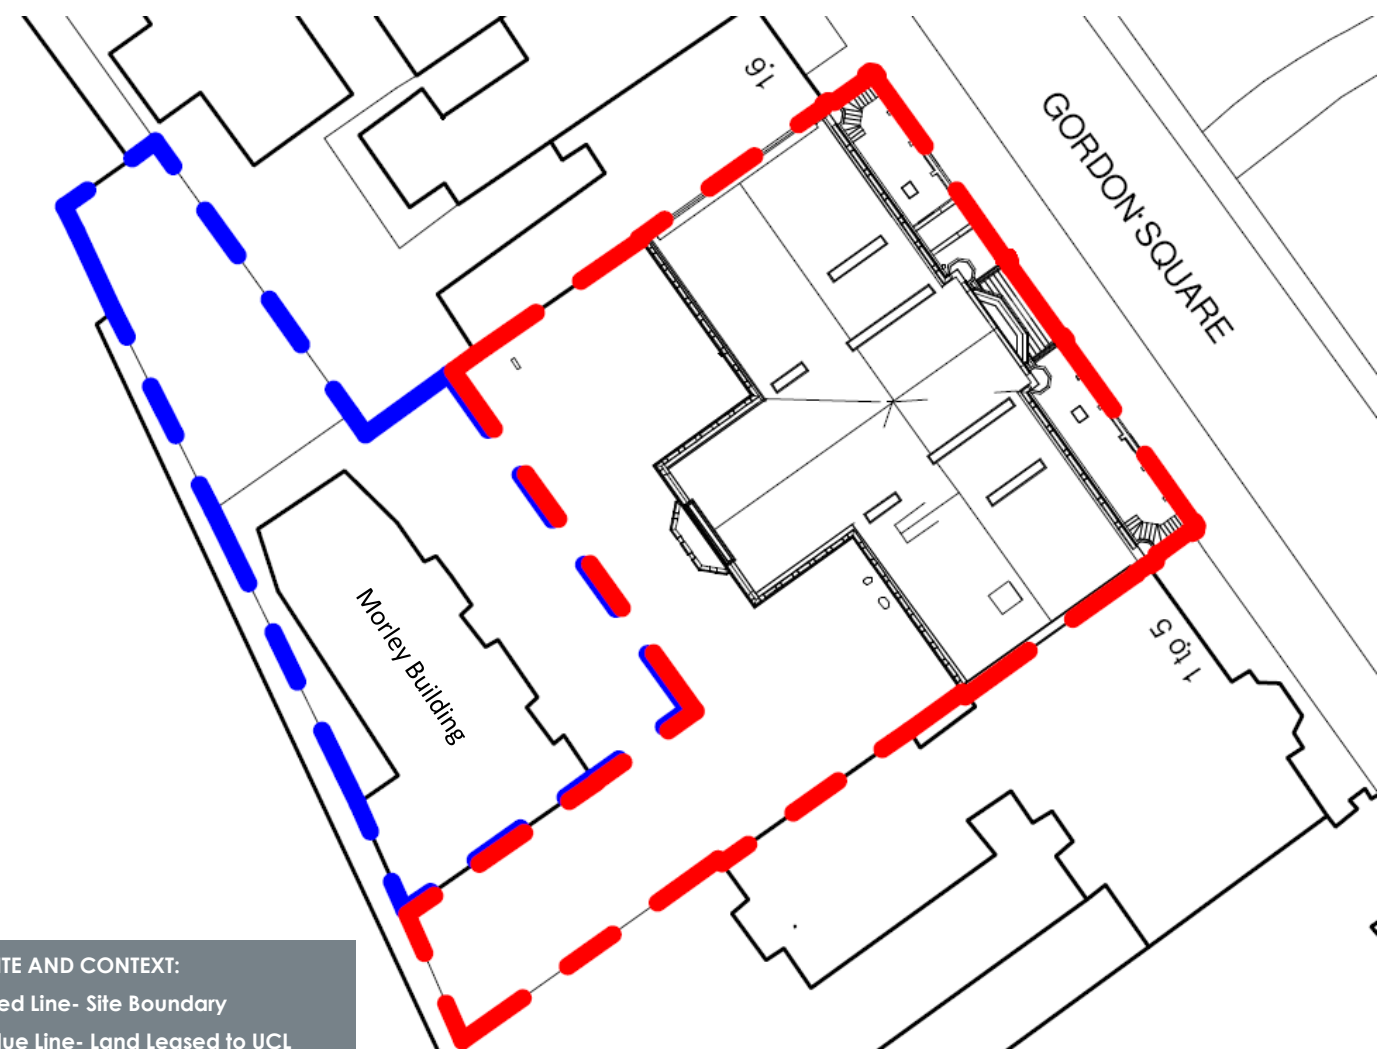 16
GORDON SQUARE
Morley Building
1 to 5
ITE AND CONTEXT:
ed Line- Site Boundary
lue Line- Land Leased to UCL